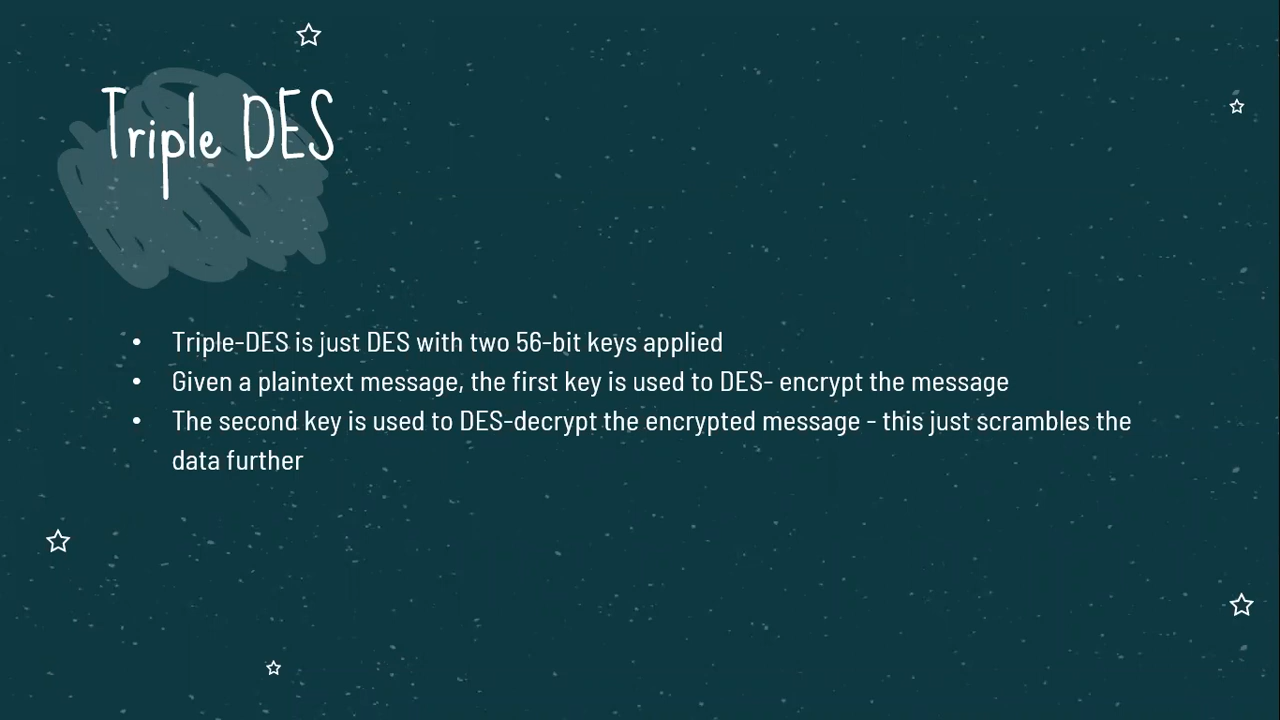 Triple DES
• Triple-DES is just DES with two 56-bit keys applied
• Given a plaintext message, the first key is used to DES- encrypt the message
• The second key is used to DES-decrypt the encrypted message - this just scrambles the
data further